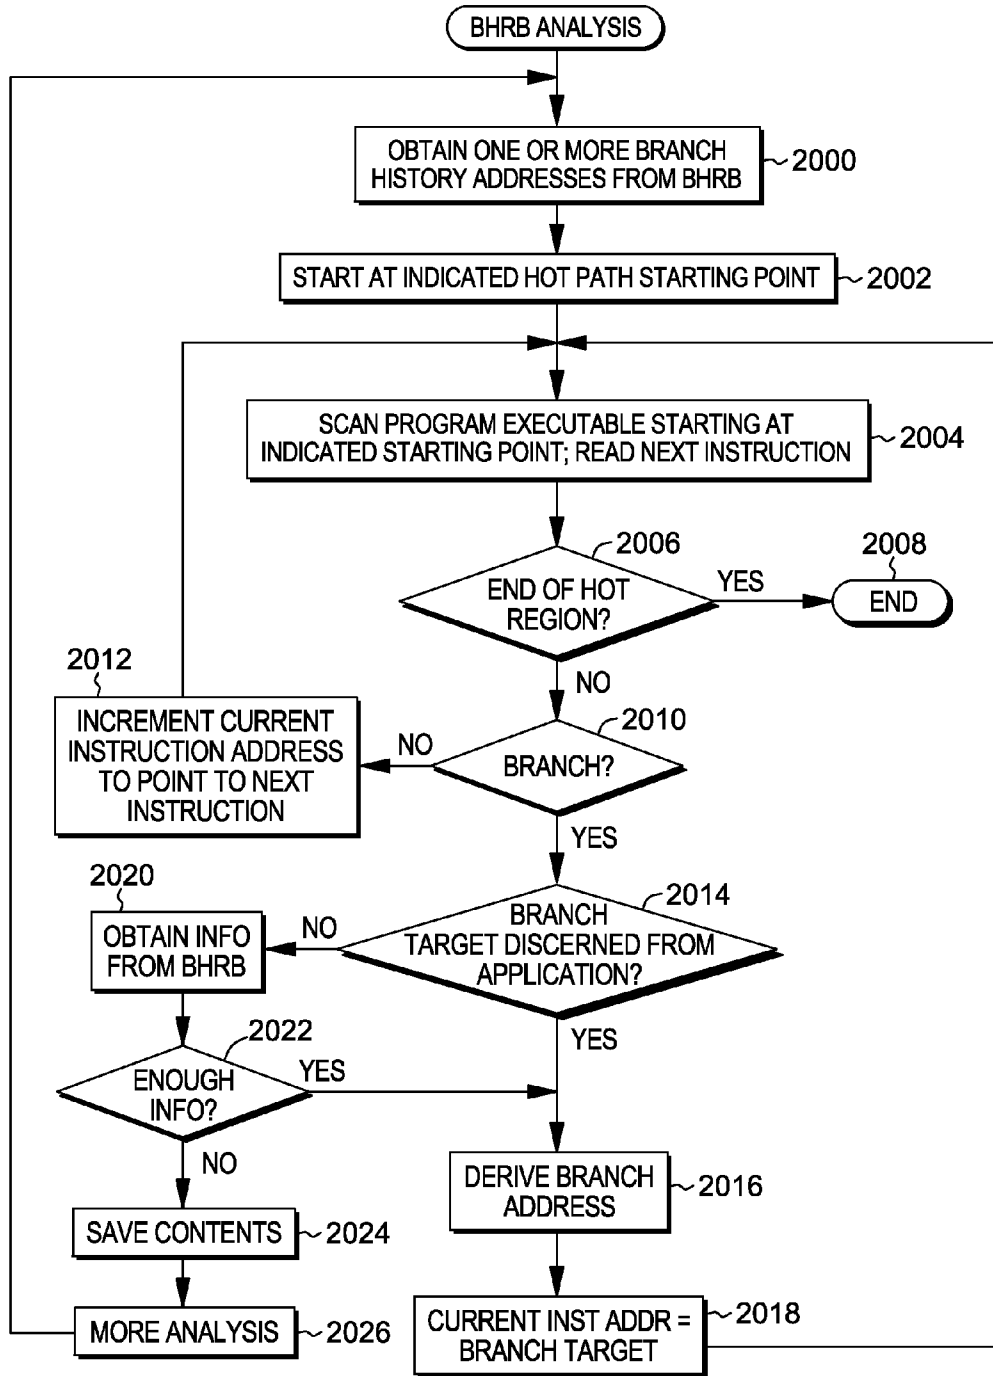 BHRB ANALYSIS
OBTAIN ONE OR MORE BRANCH
HISTORY ADDRESSES FROM BHRB
2000
START AT INDICATED HOT PATH STARTING POINT
2002
SCAN PROGRAM EXECUTABLE STARTING AT
INDICATED STARTING POINT; READ NEXT INSTRUCTION
2004
2006
END OF HOT
REGION?
YES
2008
END
NO
2012
INCREMENT CURRENT
INSTRUCTION ADDRESS
TO POINT TO NEXT
INSTRUCTION
NO
2010
BRANCH?
YES
2014
BRANCH
TARGET DISCERNED FROM
APPLICATION?
NO
YES
2020
OBTAIN INFO
FROM BHRB
2022
ENOUGH
INFO?
YES
NO
DERIVE BRANCH
ADDRESS
2016
SAVE CONTENTS
2024
MORE ANALYSIS
2026
CURRENT INST ADDR =
BRANCH TARGET
2018